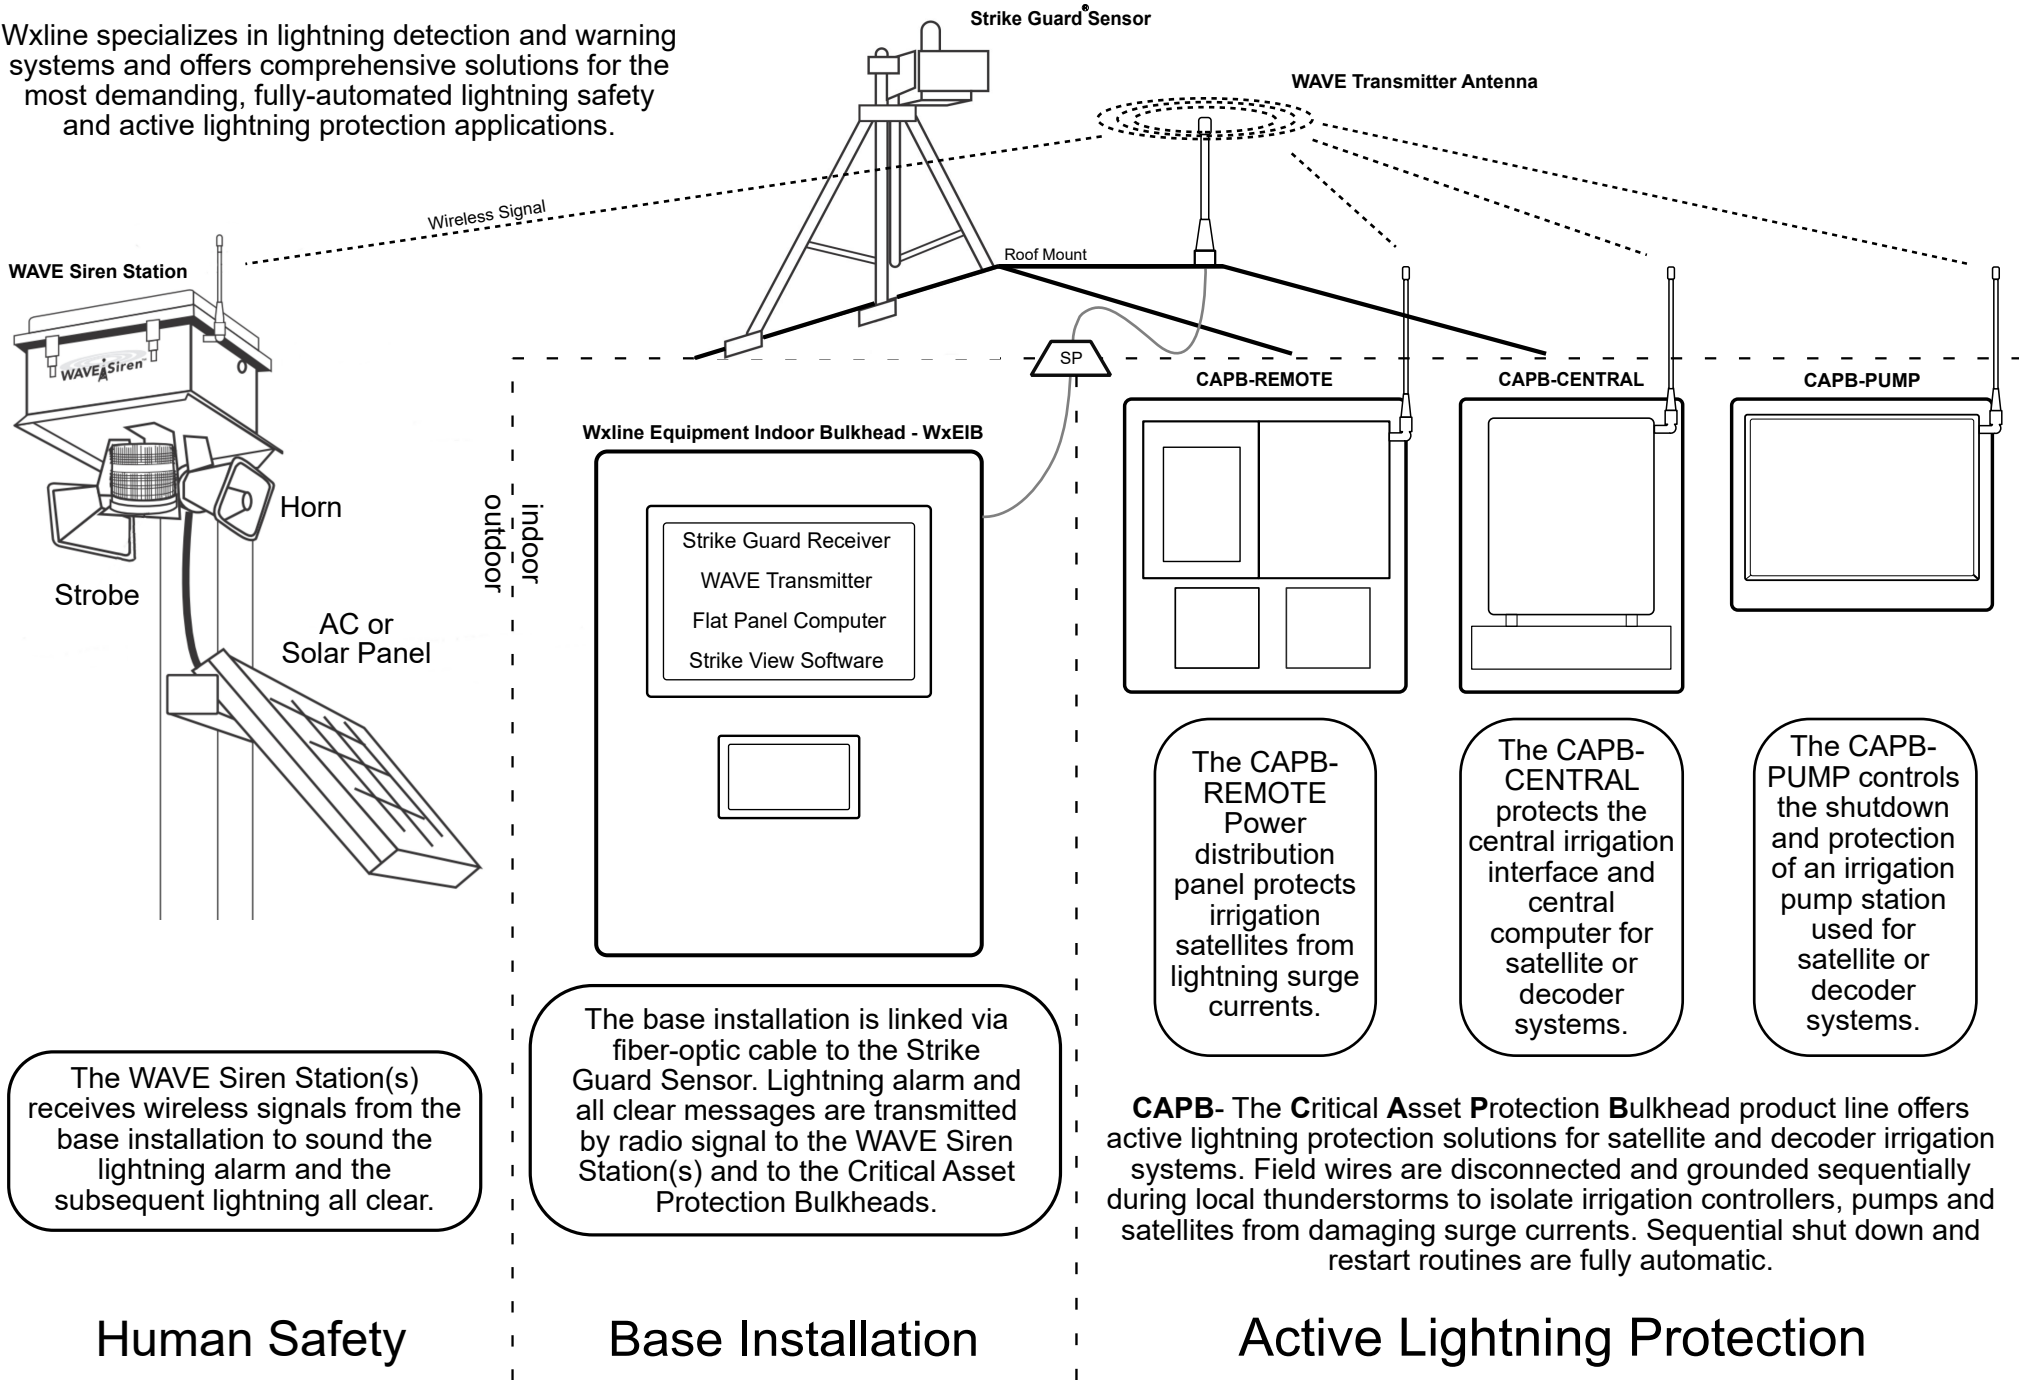 Wxline specializes in lightning detection and warning
systems and offers comprehensive solutions for the
most demanding, fully-automated lightning safety
and active lightning protection applications.
Strike Guard® Sensor
WAVE Transmitter Antenna
Wireless Signal
Roof Mount
WAVE Siren Station
WAVE Siren
Horn
Strobe
AC or
Solar Panel
outdoor
indoor
SP
Wxline Equipment Indoor Bulkhead - WxEIB
Strike Guard Receiver
WAVE Transmitter
Flat Panel Computer
Strike View Software
CAPB-REMOTE
CAPB-CENTRAL
CAPB-PUMP
The CAPB-
REMOTE
Power
distribution
panel protects
irrigation
satellites from
lightning surge
currents.
The CAPB-
CENTRAL
protects the
central irrigation
interface and
central
computer for
satellite or
decoder
systems.
The CAPB-
PUMP controls
the shutdown
and protection
of an irrigation
pump station
used for
satellite or
decoder
systems.
The WAVE Siren Station(s)
receives wireless signals from the
base installation to sound the
lightning alarm and the
subsequent lightning all clear.
The base installation is linked via
fiber-optic cable to the Strike
Guard Sensor. Lightning alarm and
all clear messages are transmitted
by radio signal to the WAVE Siren
Station(s) and to the Critical Asset
Protection Bulkheads.
CAPB- The Critical Asset Protection Bulkhead product line offers
active lightning protection solutions for satellite and decoder irrigation
systems. Field wires are disconnected and grounded sequentially
during local thunderstorms to isolate irrigation controllers, pumps and
satellites from damaging surge currents. Sequential shut down and
restart routines are fully automatic.
Human Safety
Base Installation
Active Lightning Protection